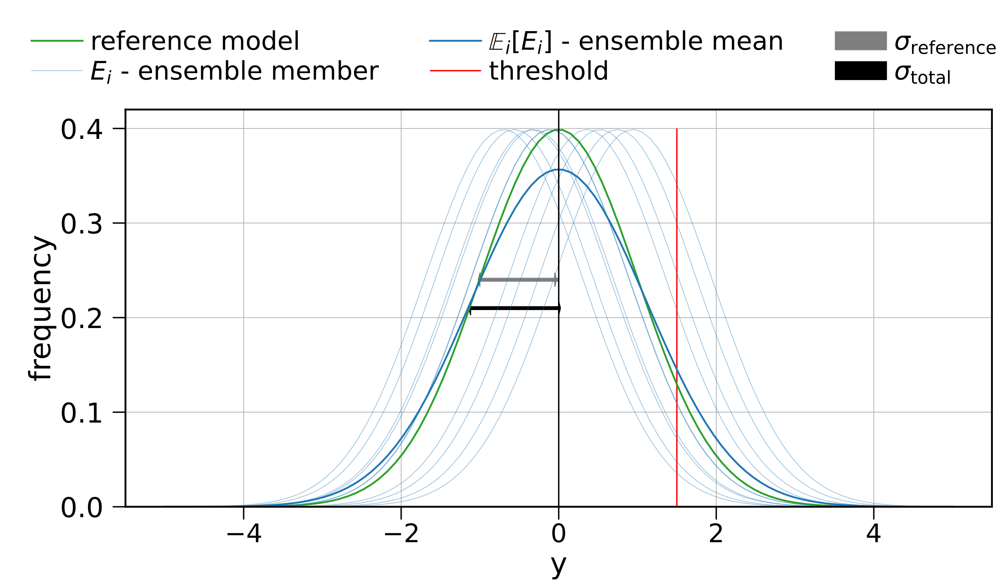 reference model
E_i - ensemble member
𝔼_i[E_i] - ensemble mean
threshold
σ_reference
σ_total
frequency
0.4
0.3
0.2
0.1
0.0
−4 −2 0 2 4
y